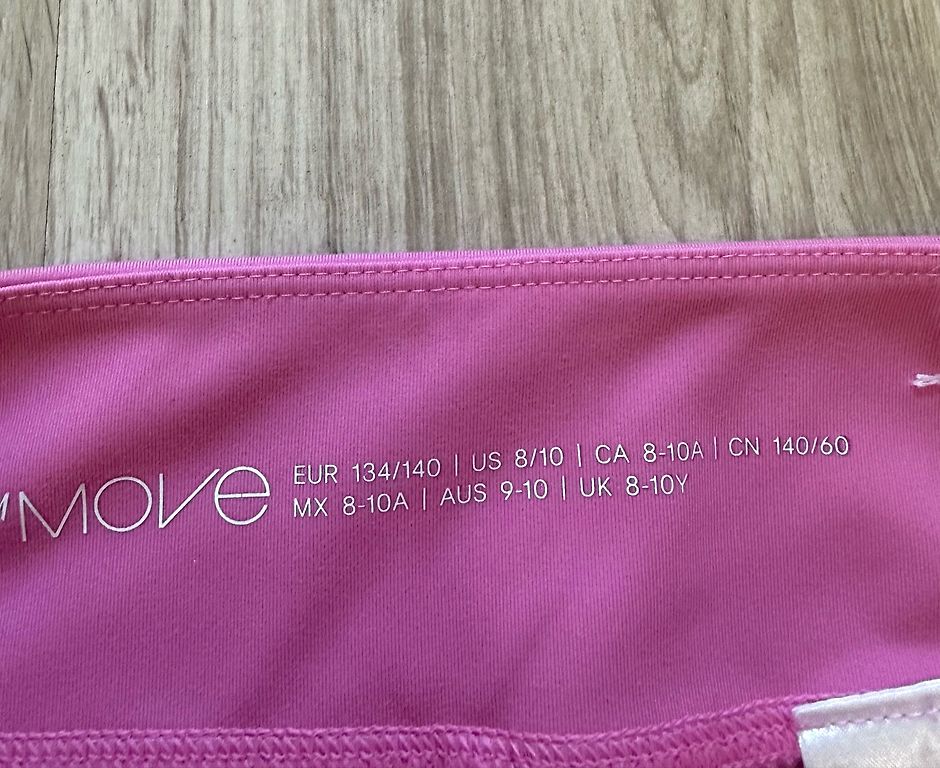 MOVE
EUR 134/140 | US 8/10 | CA 8-10A | CN 140/60
MX 8-10A | AUS 9-10 | UK 8-10Y